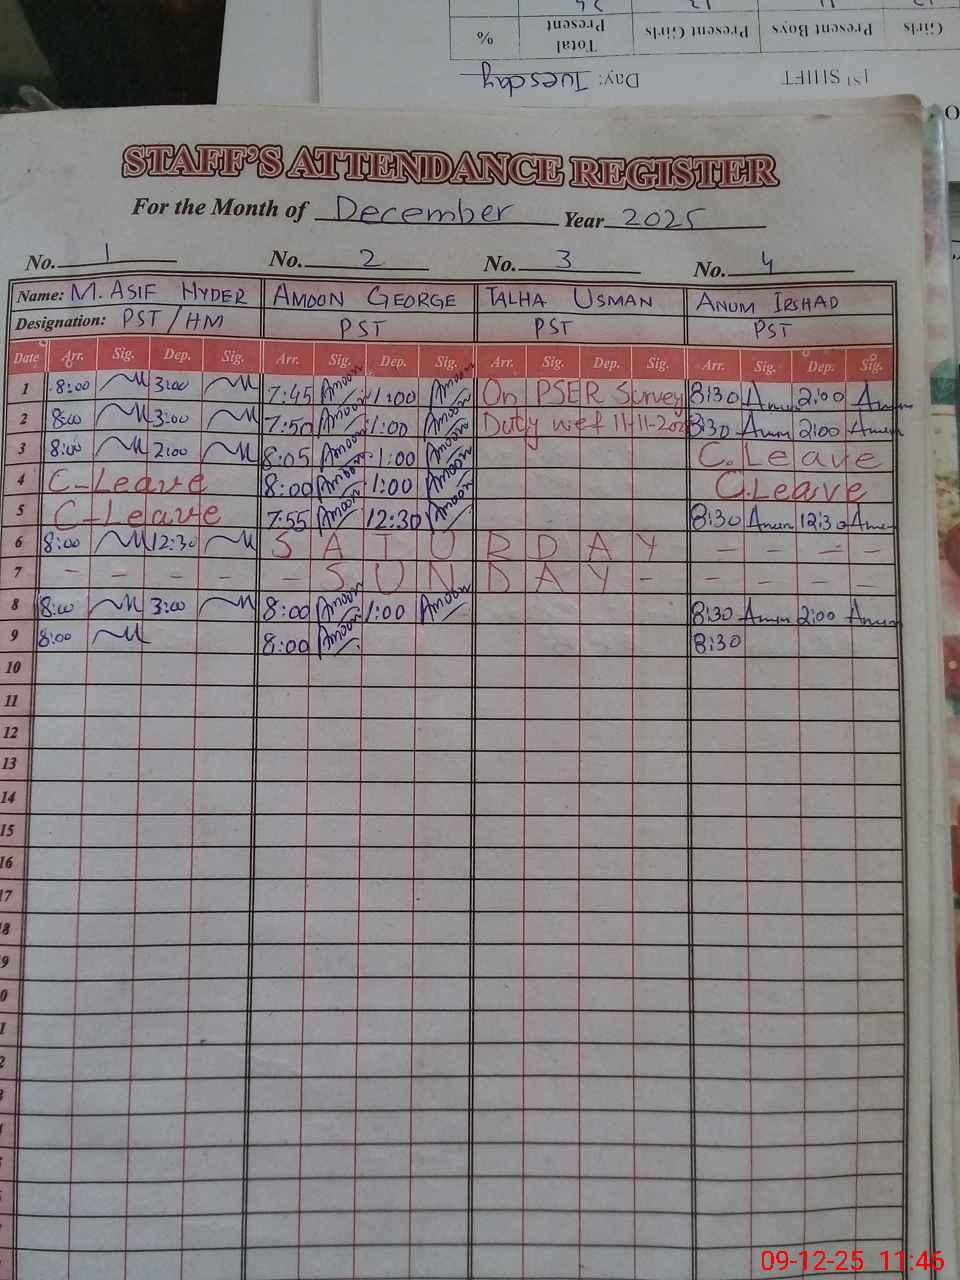 Girls Present Boys Present Girls Total Present %
1ST SHIFT Day: Tuesday
STAFF'S ATTENDANCE REGISTER
For the Month of December Year 2025
No. 1 No. 2 No. 3 No. 4
Name: M. ASIF HYDER AMOON GEORGE TALHA USMAN ANUM IRSHAD
Designation: PST / HM PST PST PST
Date Arr. Sig. Dep. Sig. Arr. Sig. Dep. Sig. Arr. Sig. Dep. Sig. Arr. Sig. Dep. Sig.
1 8:00 3:00 7:45 Amoon 1:00 Amoon On PSER Survey 8:30 Anum 2:00 Anum
2 8:00 3:00 7:50 Amoon 1:00 Amoon Duty wef 11-11-202 8:30 Anum 2:00 Anum
3 8:00 2:00 8:05 Amoon 1:00 Amoon C. Leave
4 C-Leave 8:00 Amoon 1:00 Amoon C. Leave
5 C-Leave 7:55 Amoon 12:30 Amoon 8:30 Anum 12:30 Anum
6 8:00 12:30 S A T U R D A Y - - - -
7 - - - - - S U N D A Y - - - - -
8 8:00 3:00 8:00 Amoon 1:00 Amoon 8:30 Anum 2:00 Anum
9 8:00 8:00 Amoon 8:30
10
11
12
13
14
15
16
17
8
9
0
1
2
09-12-25 11:46